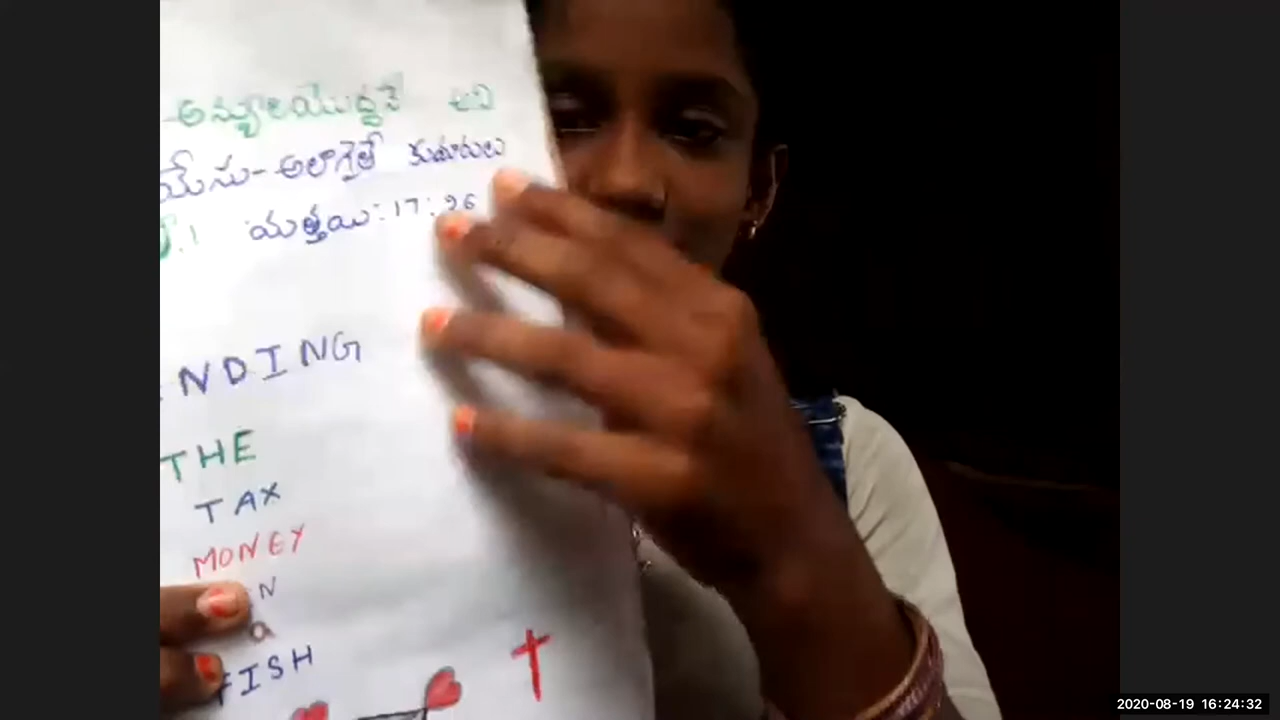 -అన్యులయొద్దనే అని
యేసు-అలాగైతే కుమారులు
మత్తయి:17:26
NDING
THE
TAX
MONEY
N
a
FISH
2020-08-19 16:24:32